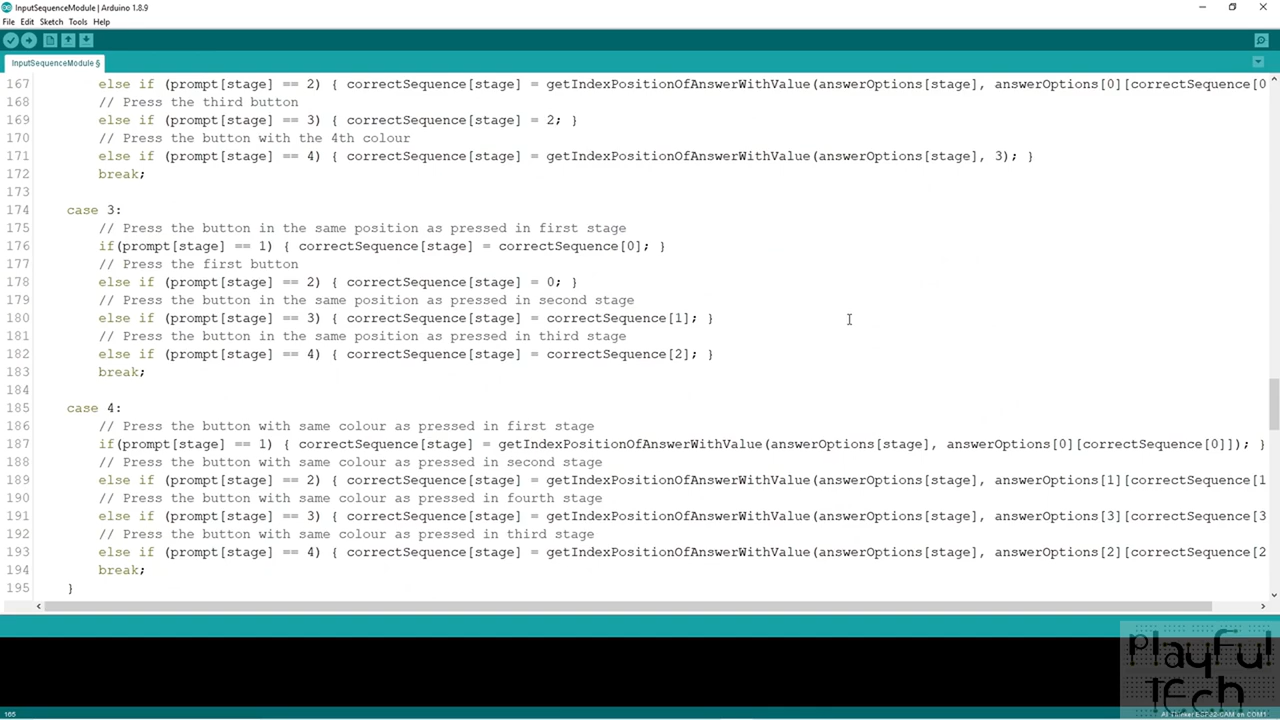 InputSequenceModule | Arduino 1.8.9
File Edit Sketch Tools Help
InputSequenceModule §
167 else if (prompt[stage] == 2) { correctSequence[stage] = getIndexPositionOfAnswerWithValue(answerOptions[stage], answerOptions[0][correctSequence[0
168 // Press the third button
169 else if (prompt[stage] == 3) { correctSequence[stage] = 2; }
170 // Press the button with the 4th colour
171 else if (prompt[stage] == 4) { correctSequence[stage] = getIndexPositionOfAnswerWithValue(answerOptions[stage], 3); }
172 break;
173
174 case 3:
175 // Press the button in the same position as pressed in first stage
176 if(prompt[stage] == 1) { correctSequence[stage] = correctSequence[0]; }
177 // Press the first button
178 else if (prompt[stage] == 2) { correctSequence[stage] = 0; }
179 // Press the button in the same position as pressed in second stage
180 else if (prompt[stage] == 3) { correctSequence[stage] = correctSequence[1]; }
181 // Press the button in the same position as pressed in third stage
182 else if (prompt[stage] == 4) { correctSequence[stage] = correctSequence[2]; }
183 break;
184
185 case 4:
186 // Press the button with same colour as pressed in first stage
187 if(prompt[stage] == 1) { correctSequence[stage] = getIndexPositionOfAnswerWithValue(answerOptions[stage], answerOptions[0][correctSequence[0]]); }
188 // Press the button with same colour as pressed in second stage
189 else if (prompt[stage] == 2) { correctSequence[stage] = getIndexPositionOfAnswerWithValue(answerOptions[stage], answerOptions[1][correctSequence[1
190 // Press the button with same colour as pressed in fourth stage
191 else if (prompt[stage] == 3) { correctSequence[stage] = getIndexPositionOfAnswerWithValue(answerOptions[stage], answerOptions[3][correctSequence[3
192 // Press the button with same colour as pressed in third stage
193 else if (prompt[stage] == 4) { correctSequence[stage] = getIndexPositionOfAnswerWithValue(answerOptions[stage], answerOptions[2][correctSequence[2
194 break;
195 }
PlayFul
tEch
165 AI Thinker ESP32-CAM on COM1